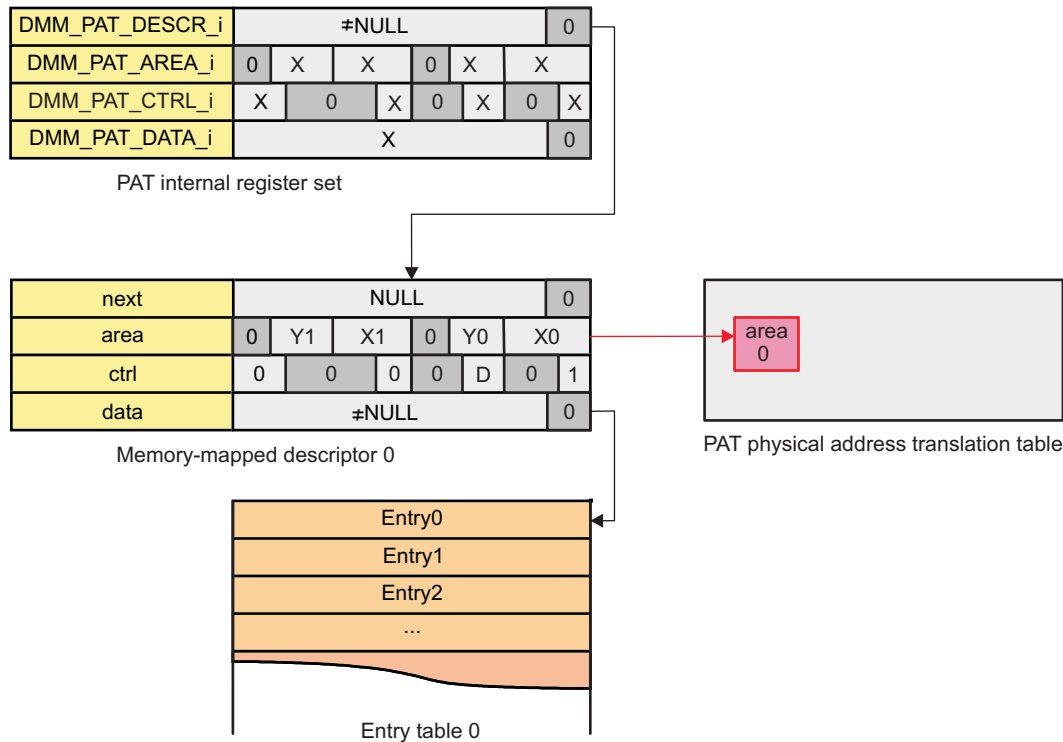 DMM_PAT_DESCR_i ≠NULL 0
DMM_PAT_AREA_i 0 X X 0 X X
DMM_PAT_CTRL_i X 0 X 0 X 0 X
DMM_PAT_DATA_i X 0
PAT internal register set
next NULL 0
area 0 Y1 X1 0 Y0 X0
ctrl 0 0 0 0 D 0 1
data ≠NULL 0
Memory-mapped descriptor 0
area
0
PAT physical address translation table
Entry0
Entry1
Entry2
...
Entry table 0